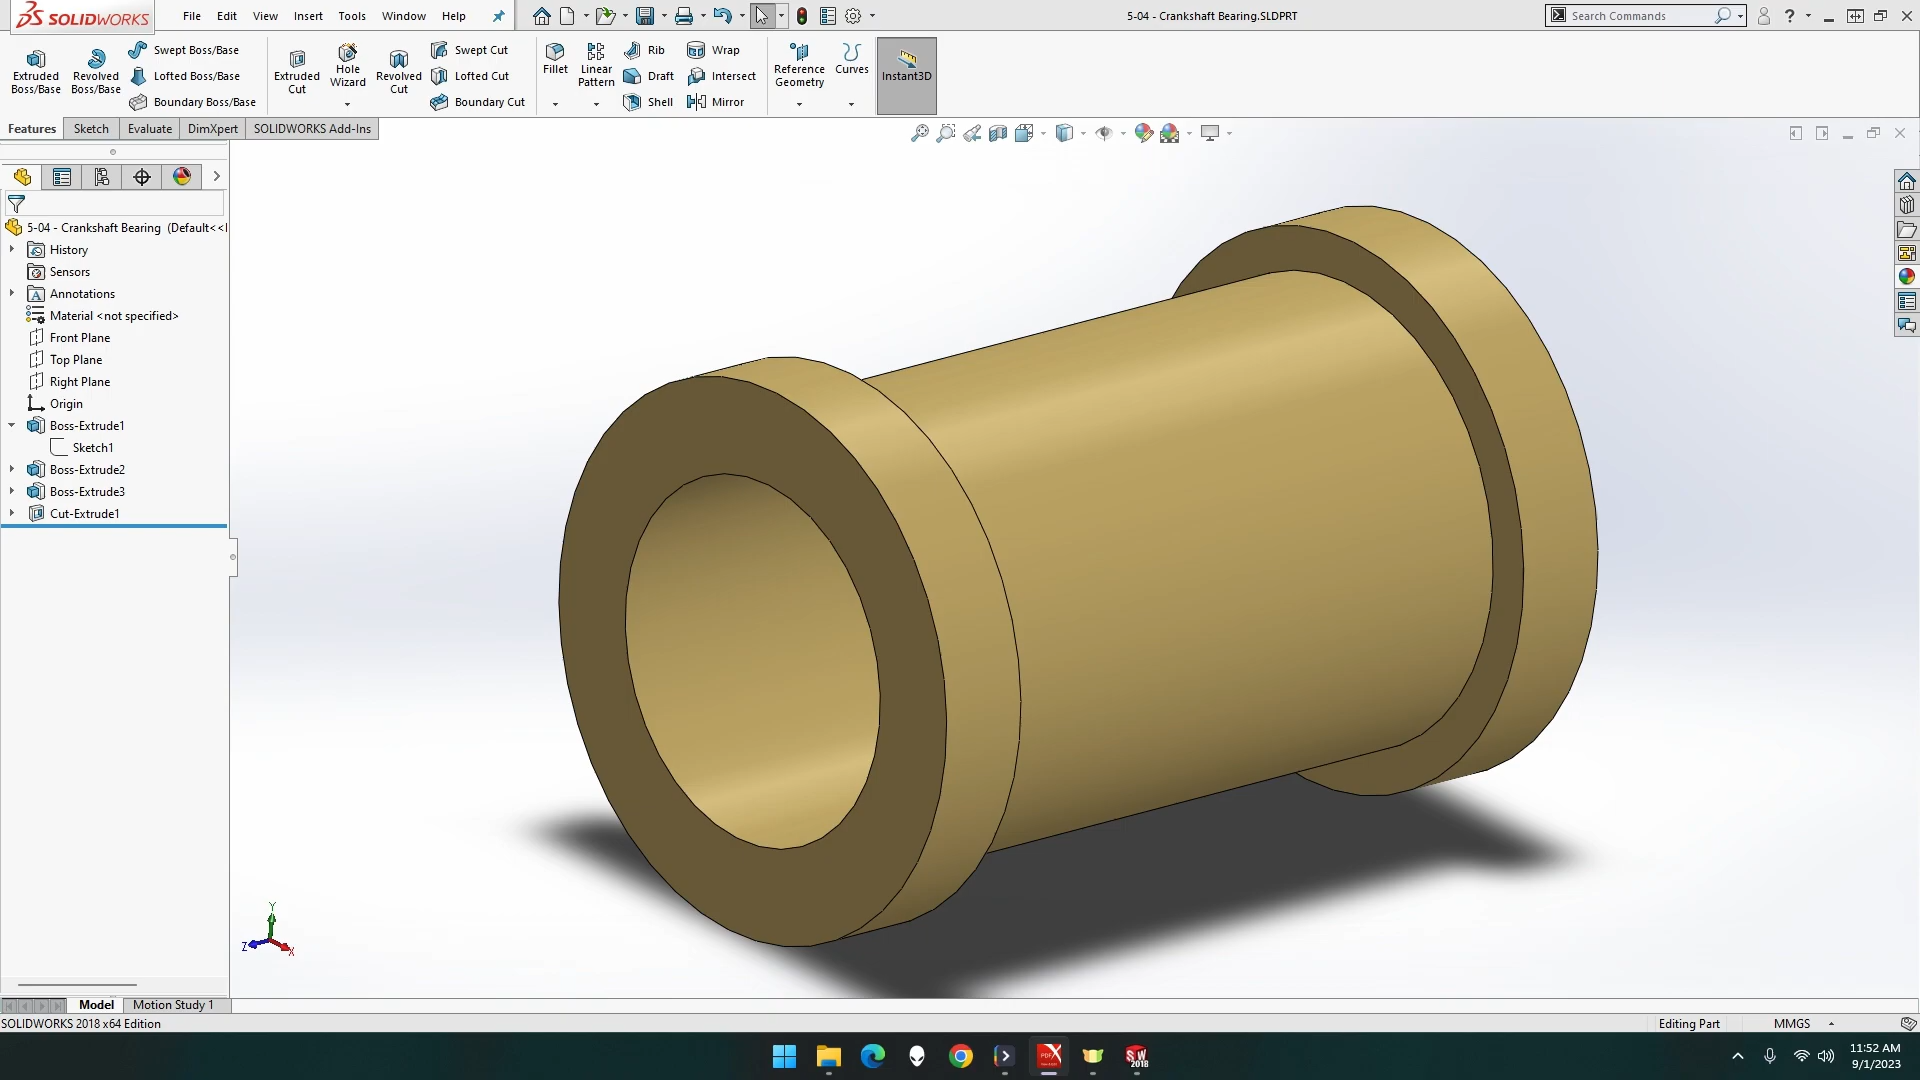 SOLIDWORKS
File Edit View Insert Tools Window Help
5-04 - Crankshaft Bearing.SLDPRT
Search Commands
Extruded Boss/Base
Revolved Boss/Base
Swept Boss/Base
Lofted Boss/Base
Boundary Boss/Base
Extruded Cut
Hole Wizard
Revolved Cut
Swept Cut
Lofted Cut
Boundary Cut
Fillet
Linear Pattern
Rib
Draft
Shell
Wrap
Intersect
Mirror
Reference Geometry
Curves
Instant3D
Features Sketch Evaluate DimXpert SOLIDWORKS Add-Ins
5-04 - Crankshaft Bearing (Default<<
History
Sensors
Annotations
Material <not specified>
Front Plane
Top Plane
Right Plane
Origin
Boss-Extrude1
Sketch1
Boss-Extrude2
Boss-Extrude3
Cut-Extrude1
Y
Z
X
Model Motion Study 1
SOLIDWORKS 2018 x64 Edition
Editing Part
MMGS
SW 2018
11:52 AM
9/1/2023